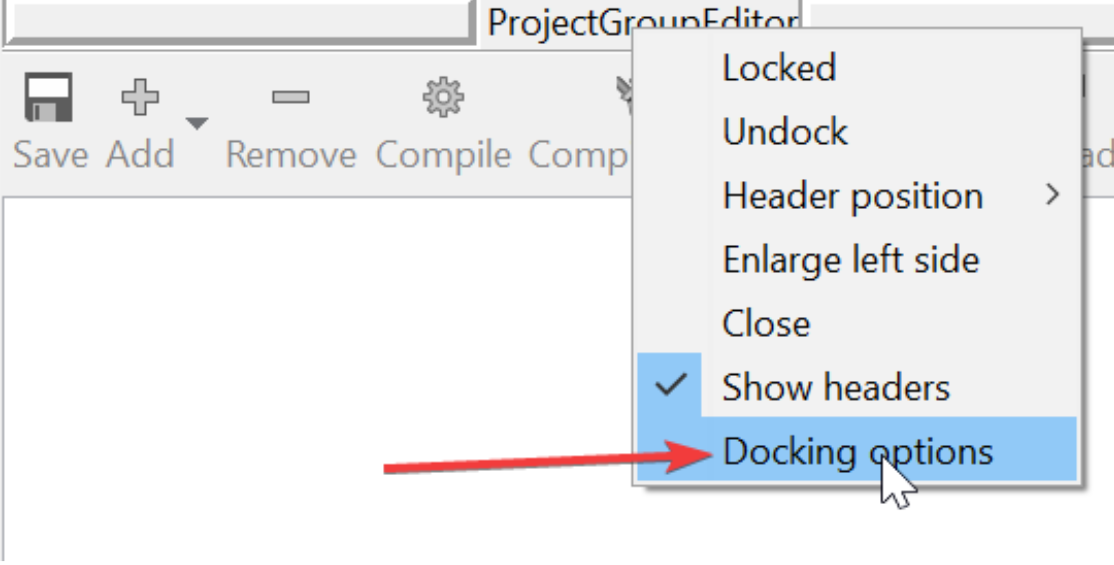 ProjectGroupEditor
Locked
Undock
Save Add Remove Compile Comp
Header position
Enlarge left side
Close
Show headers
Docking options